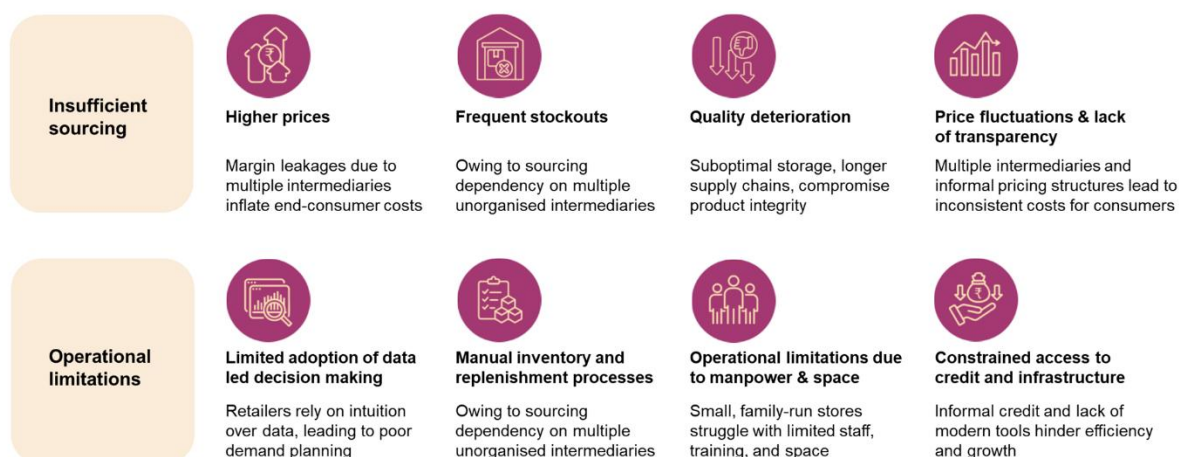 Insufficient
sourcing
Higher prices
Margin leakages due to
multiple intermediaries
inflate end-consumer costs
Frequent stockouts
Owing to sourcing
dependency on multiple
unorganised intermediaries
Quality deterioration
Suboptimal storage, longer
supply chains, compromise
product integrity
Price fluctuations & lack
of transparency
Multiple intermediaries and
informal pricing structures lead to
inconsistent costs for consumers
Operational
limitations
Limited adoption of data
led decision making
Retailers rely on intuition
over data, leading to poor
demand planning
Manual inventory and
replenishment processes
Owing to sourcing
dependency on multiple
unorganised intermediaries
Operational limitations due
to manpower & space
Small, family-run stores
struggle with limited staff,
training, and space
Constrained access to
credit and infrastructure
Informal credit and lack of
modern tools hinder efficiency
and growth